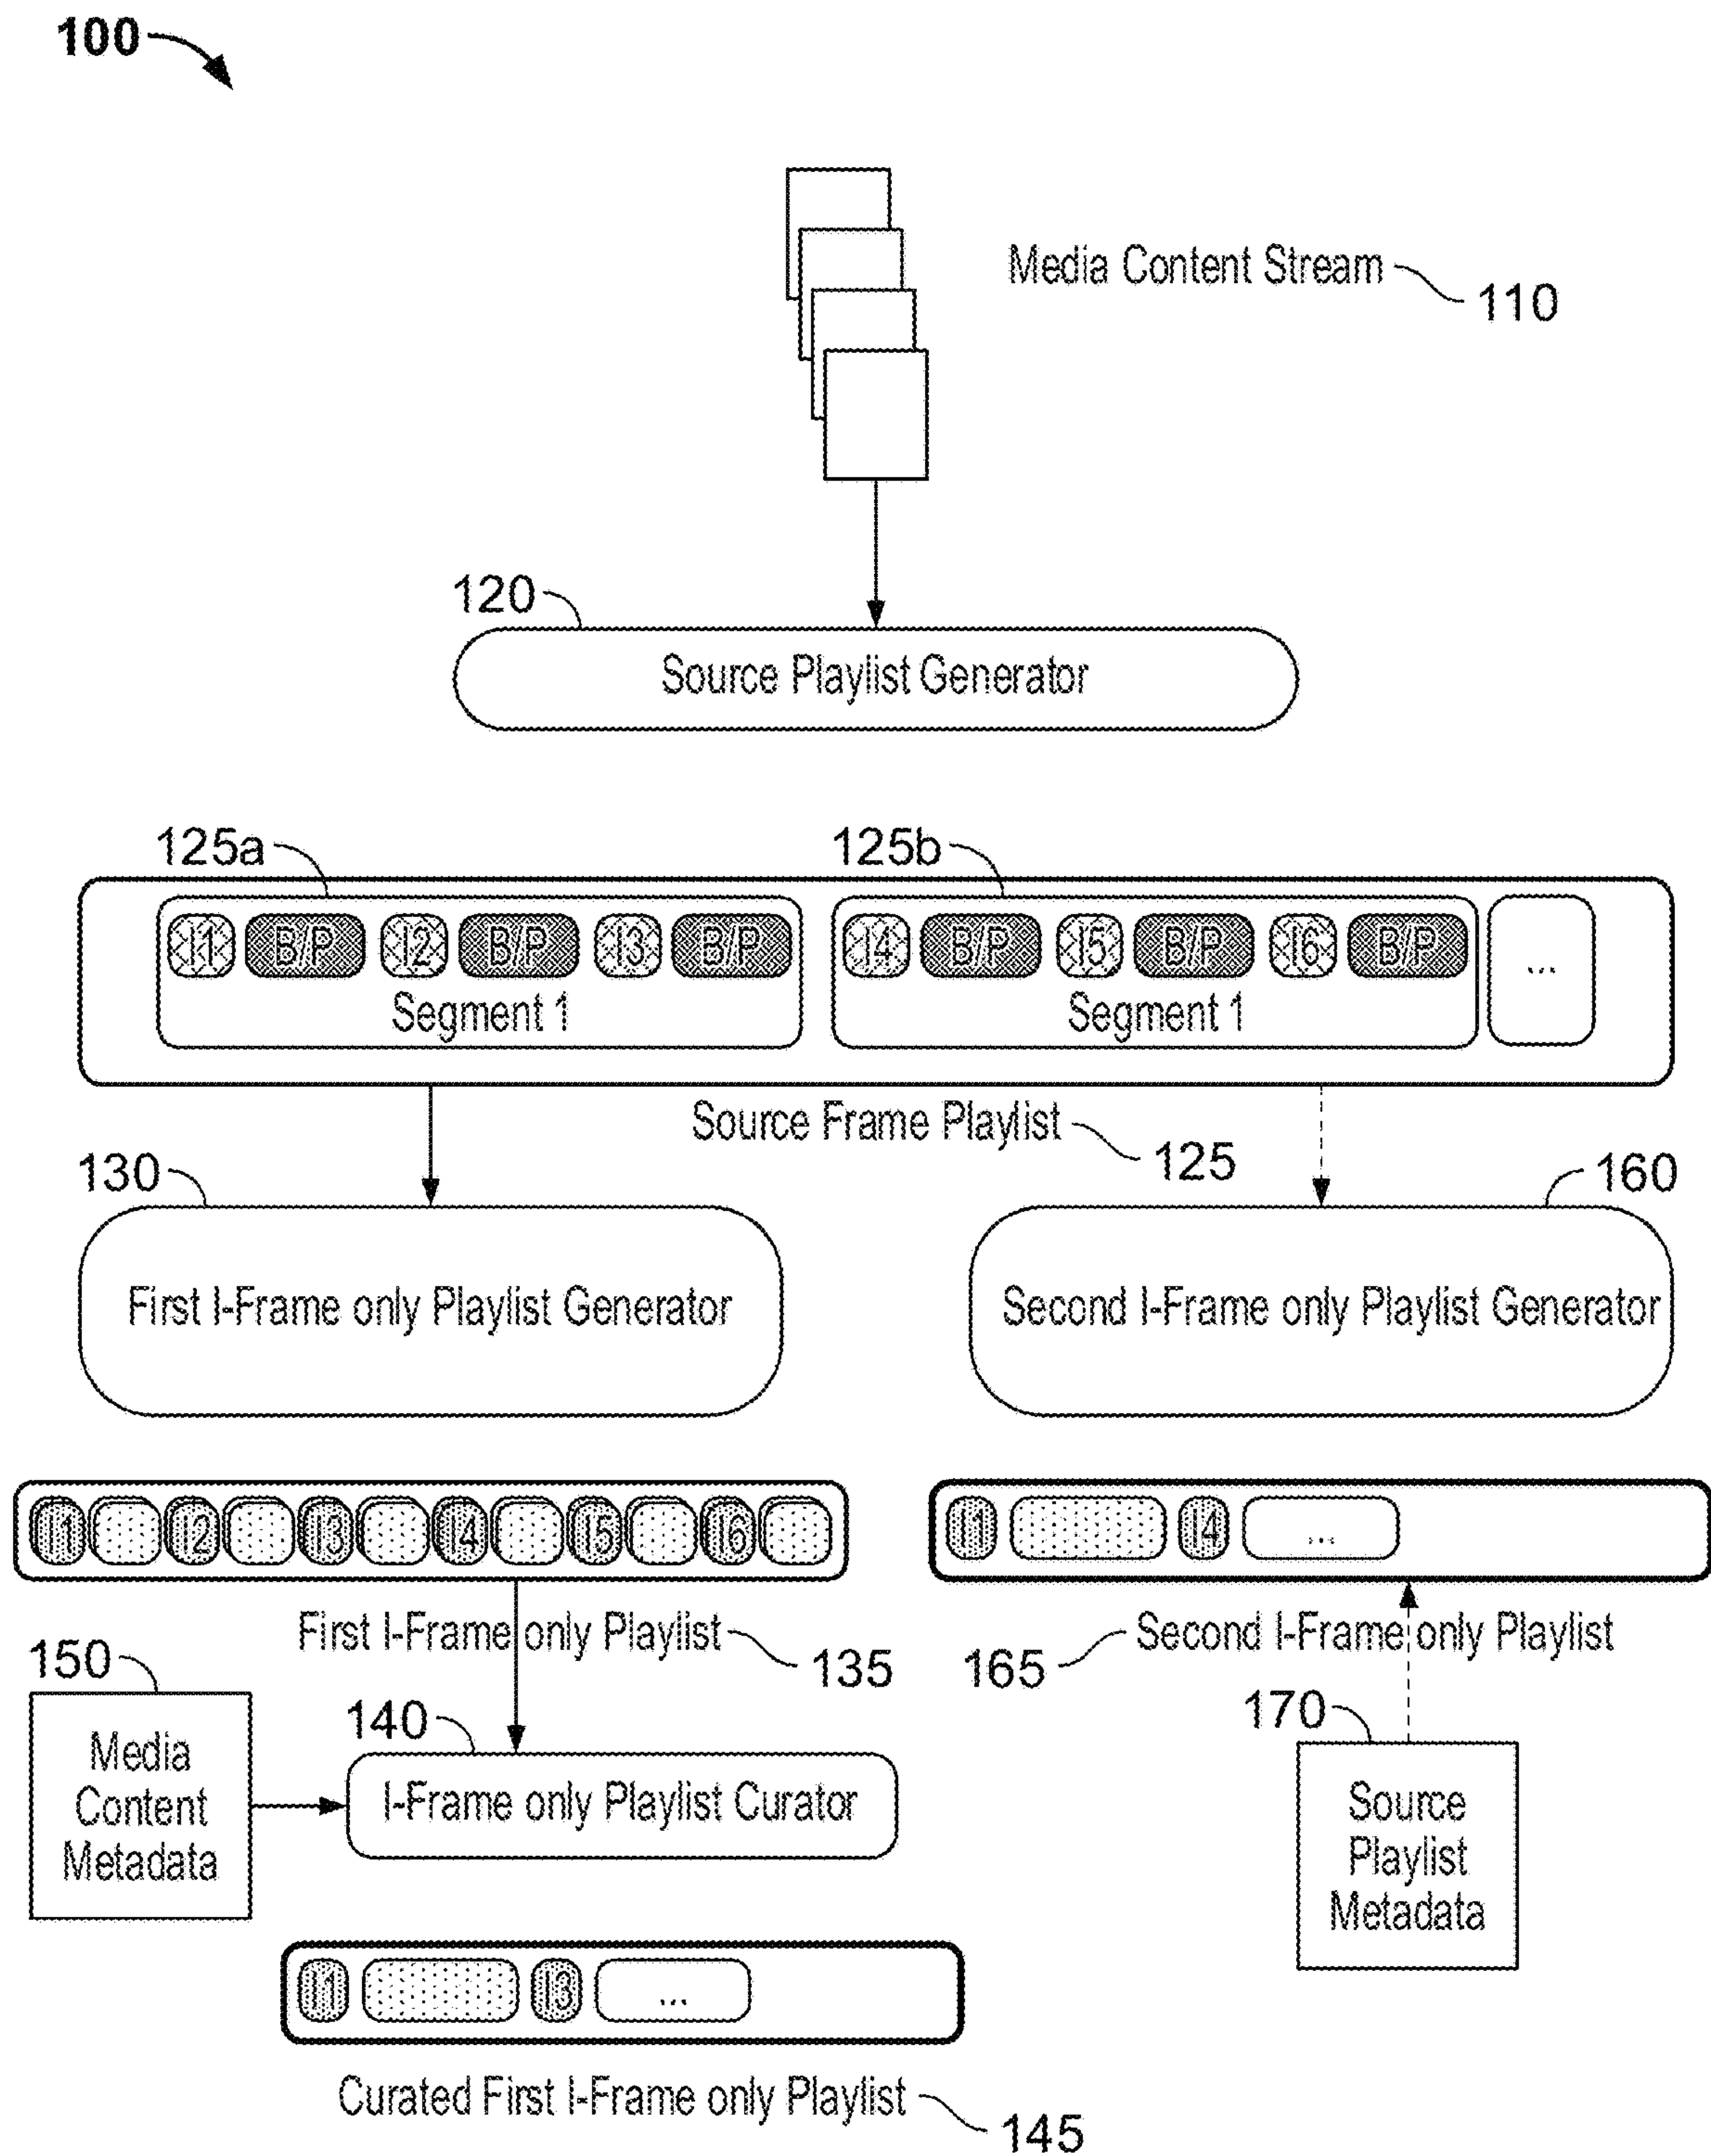 100
Media Content Stream 110
120
Source Playlist Generator
125a 125b
I1 B/P I2 B/P I3 B/P I4 B/P I5 B/P I6 B/P ...
Segment 1 Segment 1
Source Frame Playlist 125
130 160
First I-Frame only Playlist Generator Second I-Frame only Playlist Generator
I1 I2 I3 I4 I5 I6 I1 I4 ...
First I-Frame only Playlist 135 165 Second I-Frame only Playlist
150 140 170
Media
Content
Metadata
I-Frame only Playlist Curator
Source
Playlist
Metadata
I1 I3 ...
Curated First I-Frame only Playlist 145